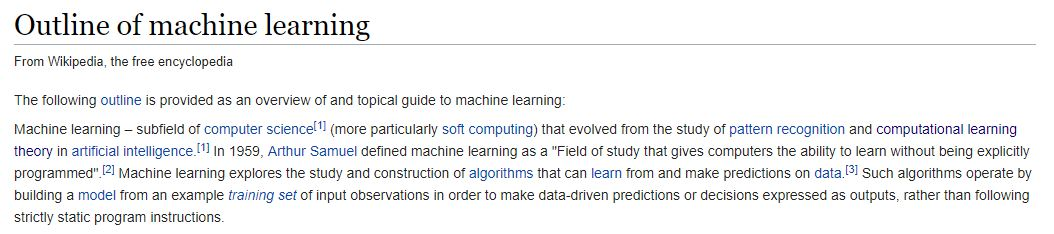 Outline of machine learning
From Wikipedia, the free encyclopedia
The following outline is provided as an overview of and topical guide to machine learning:
Machine learning – subfield of computer science[1] (more particularly soft computing) that evolved from the study of pattern recognition and computational learning
theory in artificial intelligence.[1] In 1959, Arthur Samuel defined machine learning as a "Field of study that gives computers the ability to learn without being explicitly
programmed".[2] Machine learning explores the study and construction of algorithms that can learn from and make predictions on data.[3] Such algorithms operate by
building a model from an example training set of input observations in order to make data-driven predictions or decisions expressed as outputs, rather than following
strictly static program instructions.